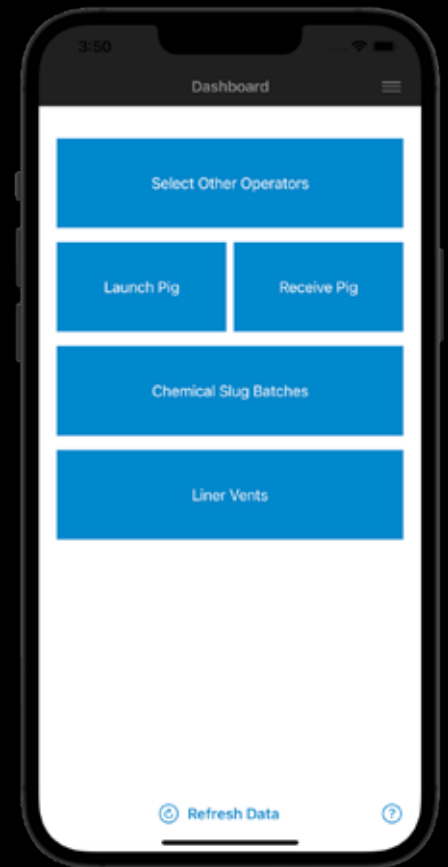 3:50
Dashboard
Select Other Operators
Launch Pig
Receive Pig
Chemical Slug Batches
Liner Vents
Refresh Data
?